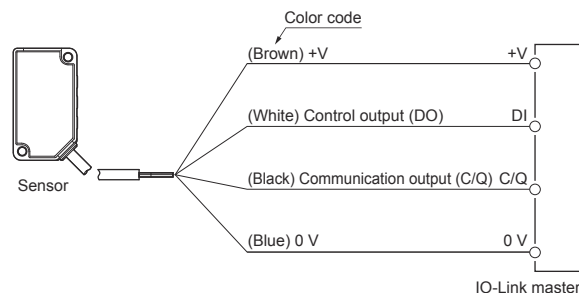 Color code
(Brown) +V +V
(White) Control output (DO) DI
(Black) Communication output (C/Q) C/Q
Sensor
(Blue) 0 V 0 V
IO-Link master